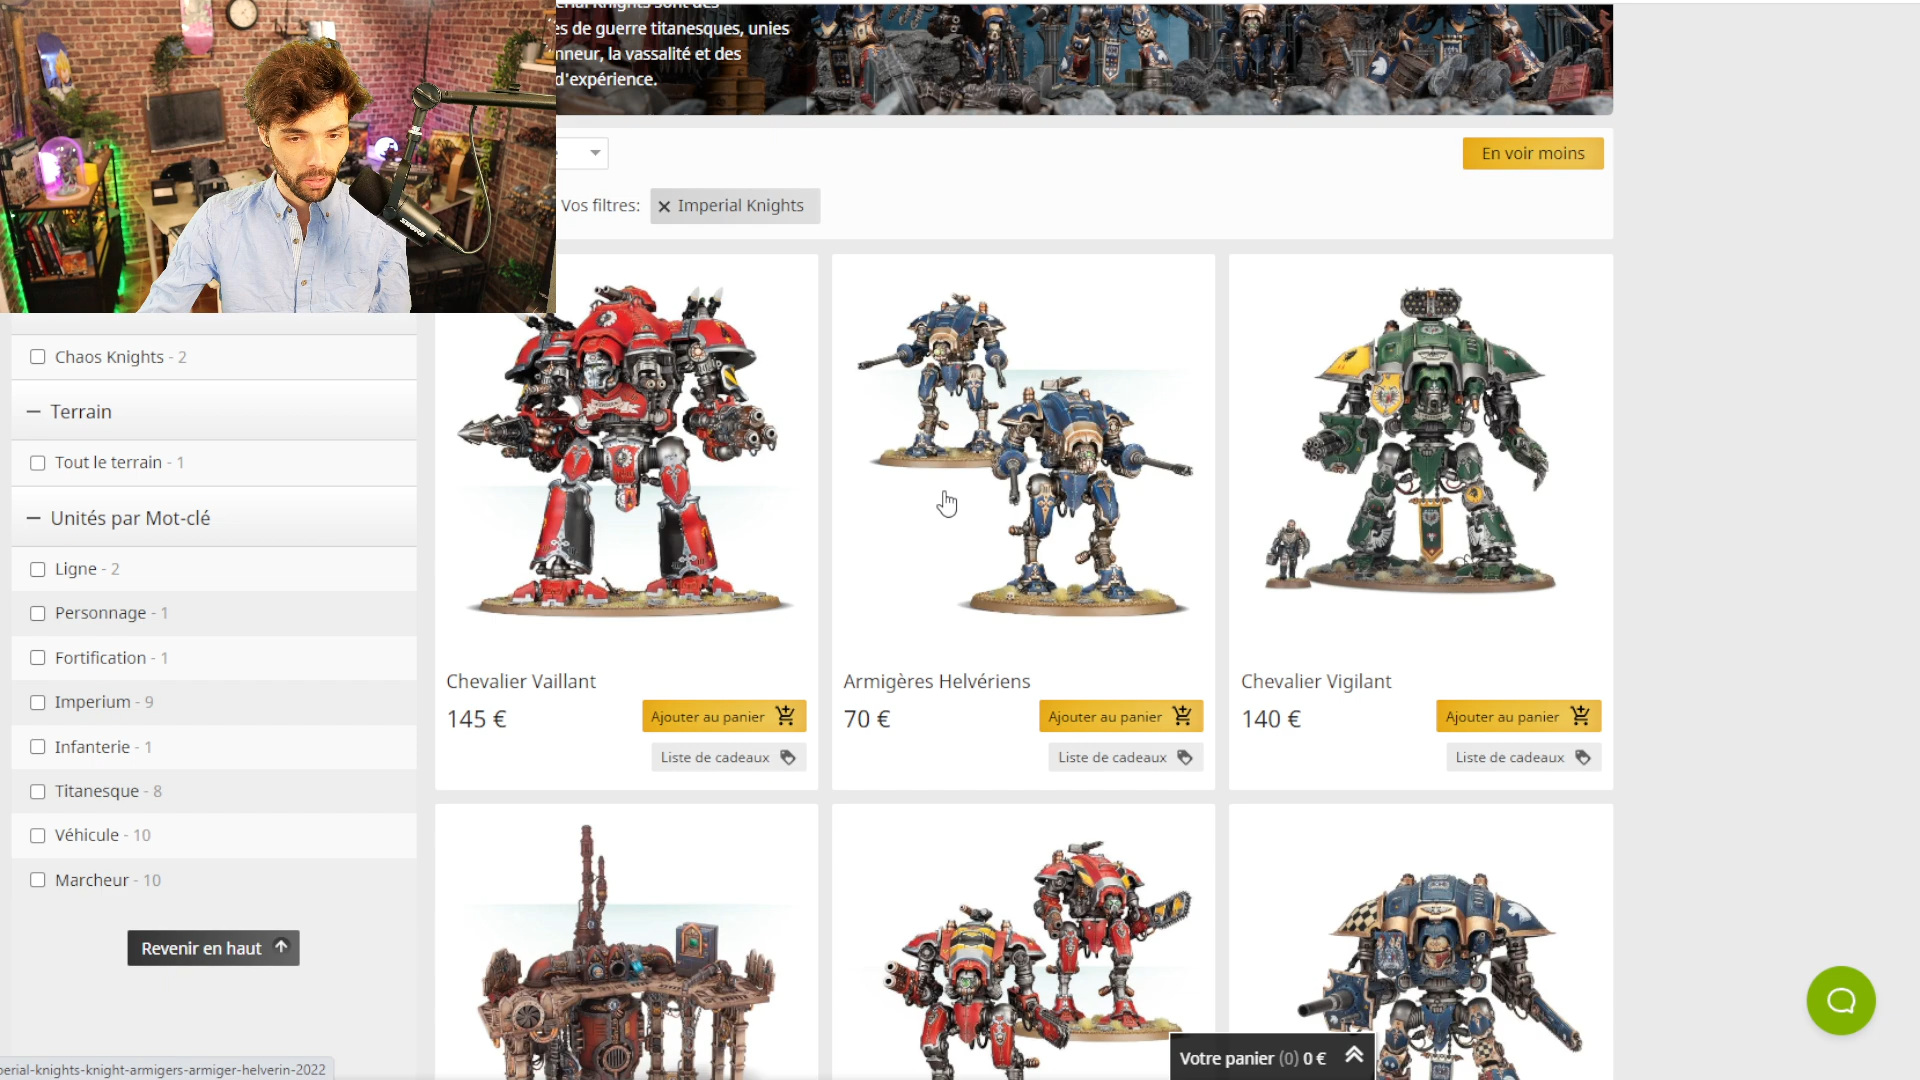 es de guerre titanesques, unies
nneur, la vassalité et des
d'expérience.
En voir moins
Vos filtres:
Imperial Knights
Chaos Knights - 2
Terrain
Tout le terrain - 1
Unités par Mot-clé
Ligne - 2
Personnage - 1
Fortification - 1
Imperium - 9
Infanterie - 1
Titanesque - 8
Véhicule - 10
Marcheur - 10
Revenir en haut
Chevalier Vaillant
145 €
Ajouter au panier
Liste de cadeaux
Armigères Helvériens
70 €
Ajouter au panier
Liste de cadeaux
Chevalier Vigilant
140 €
Ajouter au panier
Liste de cadeaux
Votre panier (0) 0 €
perial-knights-knight-armigers-armiger-helverin-2022
SHURE